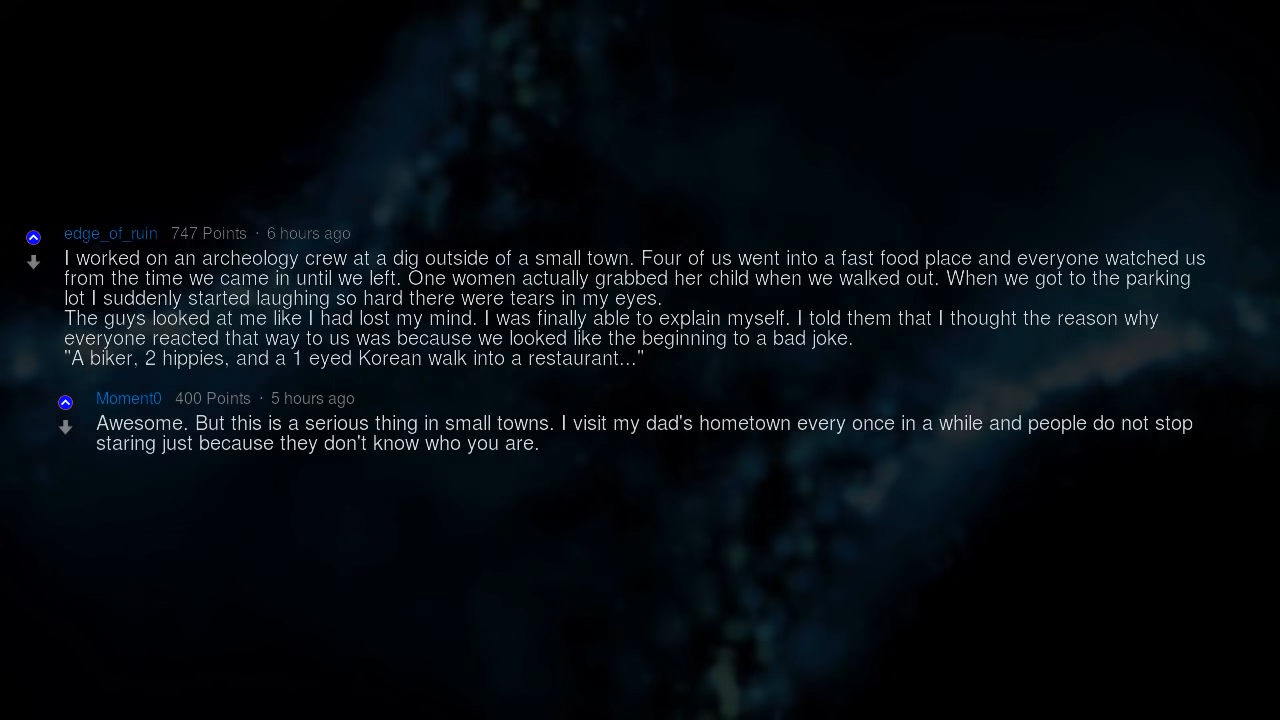 edge_of_ruin 747 Points · 6 hours ago
I worked on an archeology crew at a dig outside of a small town. Four of us went into a fast food place and everyone watched us
from the time we came in until we left. One women actually grabbed her child when we walked out. When we got to the parking
lot I suddenly started laughing so hard there were tears in my eyes.
The guys looked at me like I had lost my mind. I was finally able to explain myself. I told them that I thought the reason why
everyone reacted that way to us was because we looked like the beginning to a bad joke.
"A biker, 2 hippies, and a 1 eyed Korean walk into a restaurant..."
Moment0 400 Points · 5 hours ago
Awesome. But this is a serious thing in small towns. I visit my dad's hometown every once in a while and people do not stop
staring just because they don't know who you are.